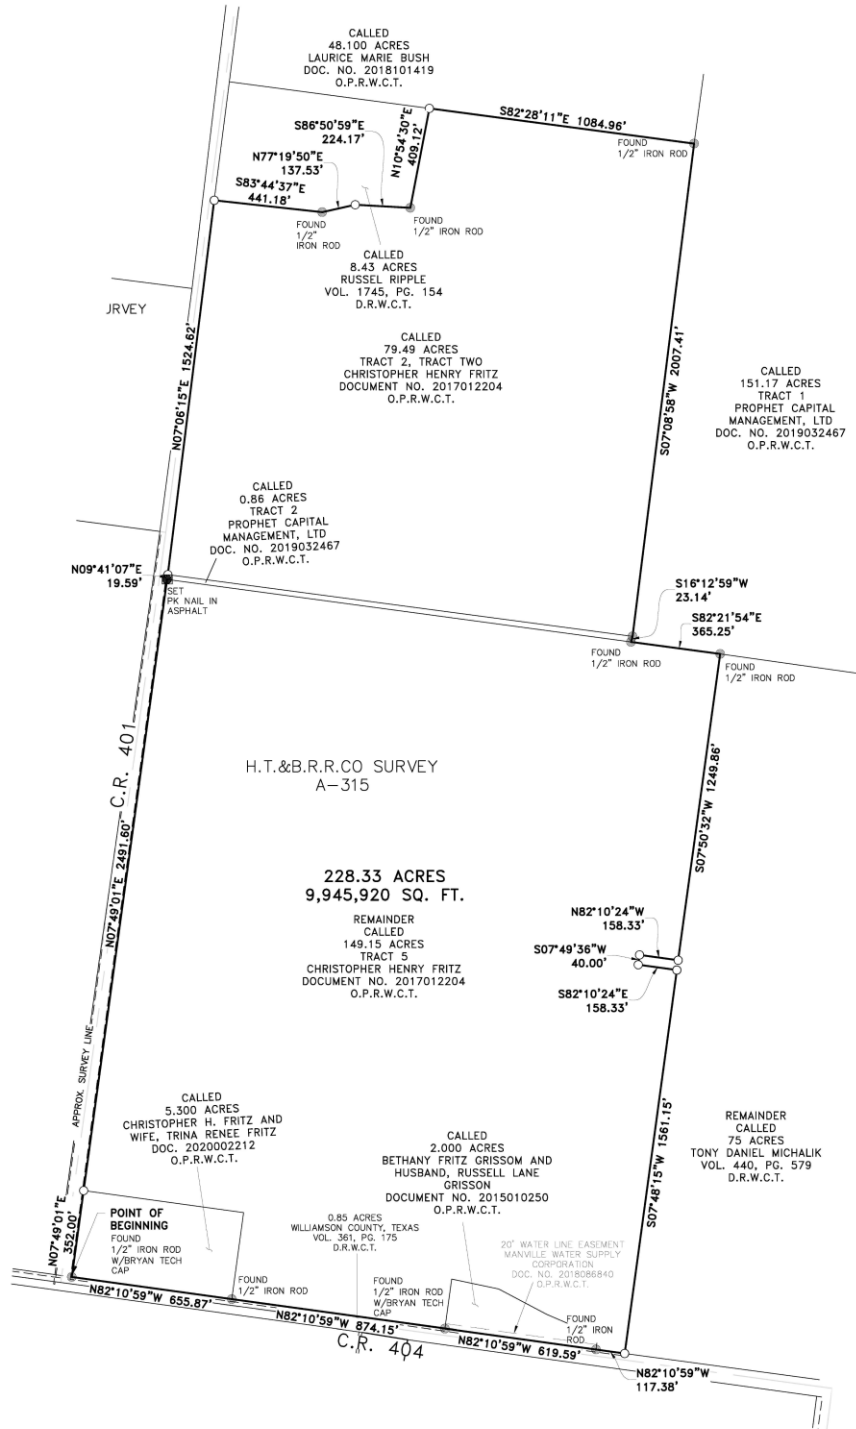 CALLED
48.100 ACRES
LAURICE MARIE BUSH
DOC. NO. 2018101419
O.P.R.W.C.T.
S82°28'11"E 1084.96'
S86°50'59"E
224.17'
N10°54'30"E
409.12'
N77°19'50"E
137.53'
S83°44'37"E
441.18'
FOUND
1/2" IRON ROD
FOUND
1/2"
IRON ROD
FOUND
1/2" IRON ROD
CALLED
8.43 ACRES
RUSSEL RIPPLE
VOL. 1745, PG. 154
D.R.W.C.T.
JRVEY
N07°06'15"E 1524.62'
CALLED
79.49 ACRES
TRACT 2, TRACT TWO
CHRISTOPHER HENRY FRITZ
DOCUMENT NO. 2017012204
O.P.R.W.C.T.
S07°08'58"W 2007.41'
CALLED
151.17 ACRES
TRACT 1
PROPHET CAPITAL
MANAGEMENT, LTD
DOC. NO. 2019032467
O.P.R.W.C.T.
CALLED
0.86 ACRES
TRACT 2
PROPHET CAPITAL
MANAGEMENT, LTD
DOC. NO. 2019032467
O.P.R.W.C.T.
N09°41'07"E
19.59'
SET
PK NAIL IN
ASPHALT
S16°12'59"W
23.14'
S82°21'54"E
365.25'
FOUND
1/2" IRON ROD
FOUND
1/2" IRON ROD
C.R. 401
H.T.&B.R.R.CO SURVEY
A-315
S07°50'32"W 1249.86'
N07°49'01"E 2491.60'
228.33 ACRES
9,945,920 SQ. FT.
REMAINDER
CALLED
149.15 ACRES
TRACT 5
CHRISTOPHER HENRY FRITZ
DOCUMENT NO. 2017012204
O.P.R.W.C.T.
N82°10'24"W
158.33'
S07°49'36"W
40.00'
S82°10'24"E
158.33'
APPROX. SURVEY LINE
CALLED
5.300 ACRES
CHRISTOPHER H. FRITZ AND
WIFE, TRINA RENEE FRITZ
DOC. 2020002212
O.P.R.W.C.T.
CALLED
2.000 ACRES
BETHANY FRITZ GRISSOM AND
HUSBAND, RUSSELL LANE
GRISSON
DOCUMENT NO. 2015010250
O.P.R.W.C.T.
S07°48'15"W 1561.15'
REMAINDER
CALLED
75 ACRES
TONY DANIEL MICHALIK
VOL. 440, PG. 579
D.R.W.C.T.
N07°49'01"E
352.00'
POINT OF
BEGINNING
FOUND
1/2" IRON ROD
W/BRYAN TECH
CAP
0.85 ACRES
WILLIAMSON COUNTY, TEXAS
VOL. 361, PG. 175
D.R.W.C.T.
20' WATER LINE EASEMENT
MANVILLE WATER SUPPLY
CORPORATION
DOC. NO. 2018086840
O.P.R.W.C.T.
FOUND
1/2" IRON ROD
FOUND
1/2" IRON ROD
W/BRYAN TECH
CAP
FOUND
1/2" IRON
ROD
N82°10'59"W 655.87'
N82°10'59"W 874.15'
N82°10'59"W 619.59'
C.R. 404
N82°10'59"W
117.38'